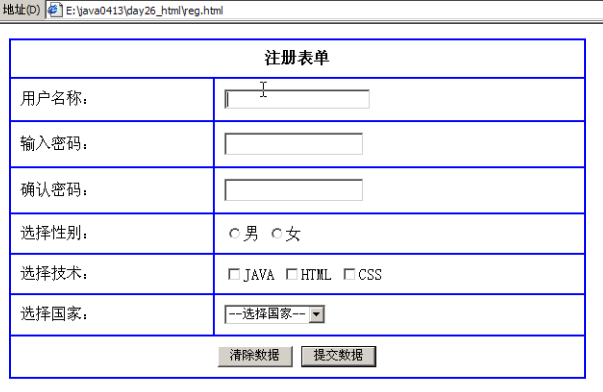 地址(D) E:\java0413\day26_html\reg.html
注册表单
用户名称：
输入密码：
确认密码：
选择性别： 男 女
选择技术： JAVA HTML CSS
选择国家： --选择国家--
清除数据 提交数据